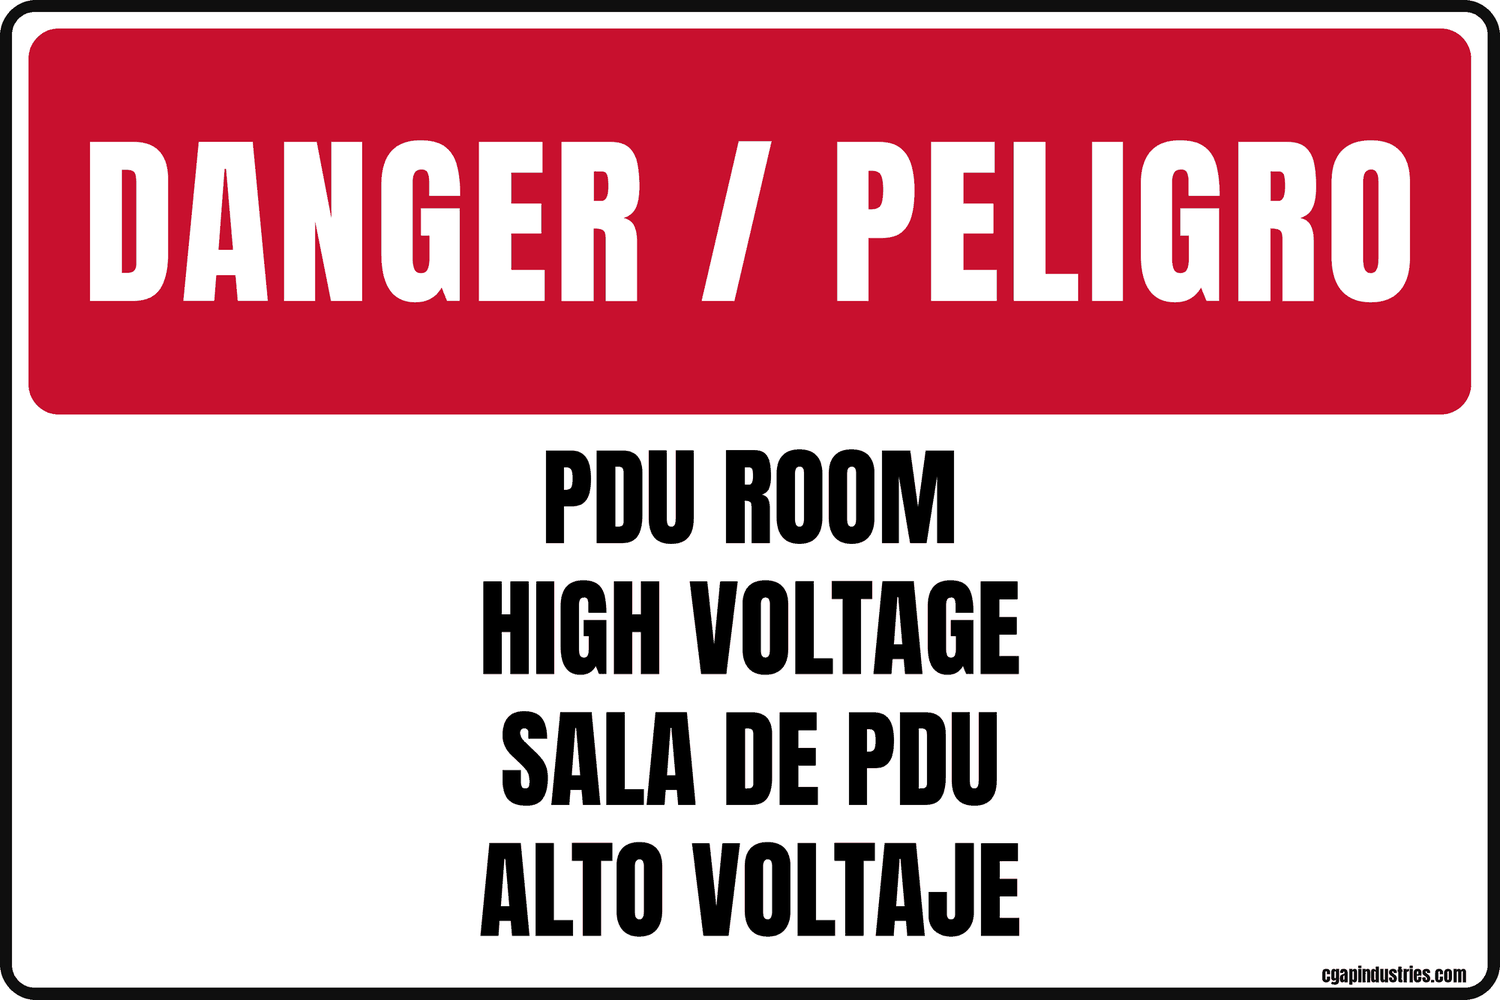 DANGER / PELIGRO
PDU ROOM
HIGH VOLTAGE
SALA DE PDU
ALTO VOLTAJE
cgapindustries.com